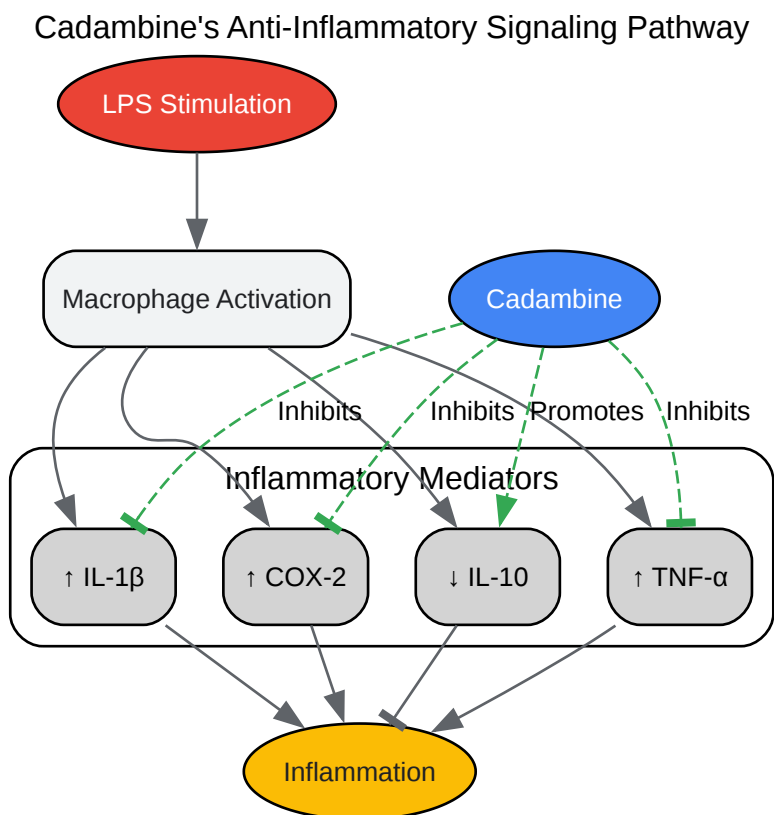 Cadambine's Anti-Inflammatory Signaling Pathway
LPS Stimulation
Macrophage Activation
Cadambine
Inhibits
Inhibits
Promotes
Inhibits
Inflammatory Mediators
↑ IL-1β
↑ COX-2
↓ IL-10
↑ TNF-α
Inflammation